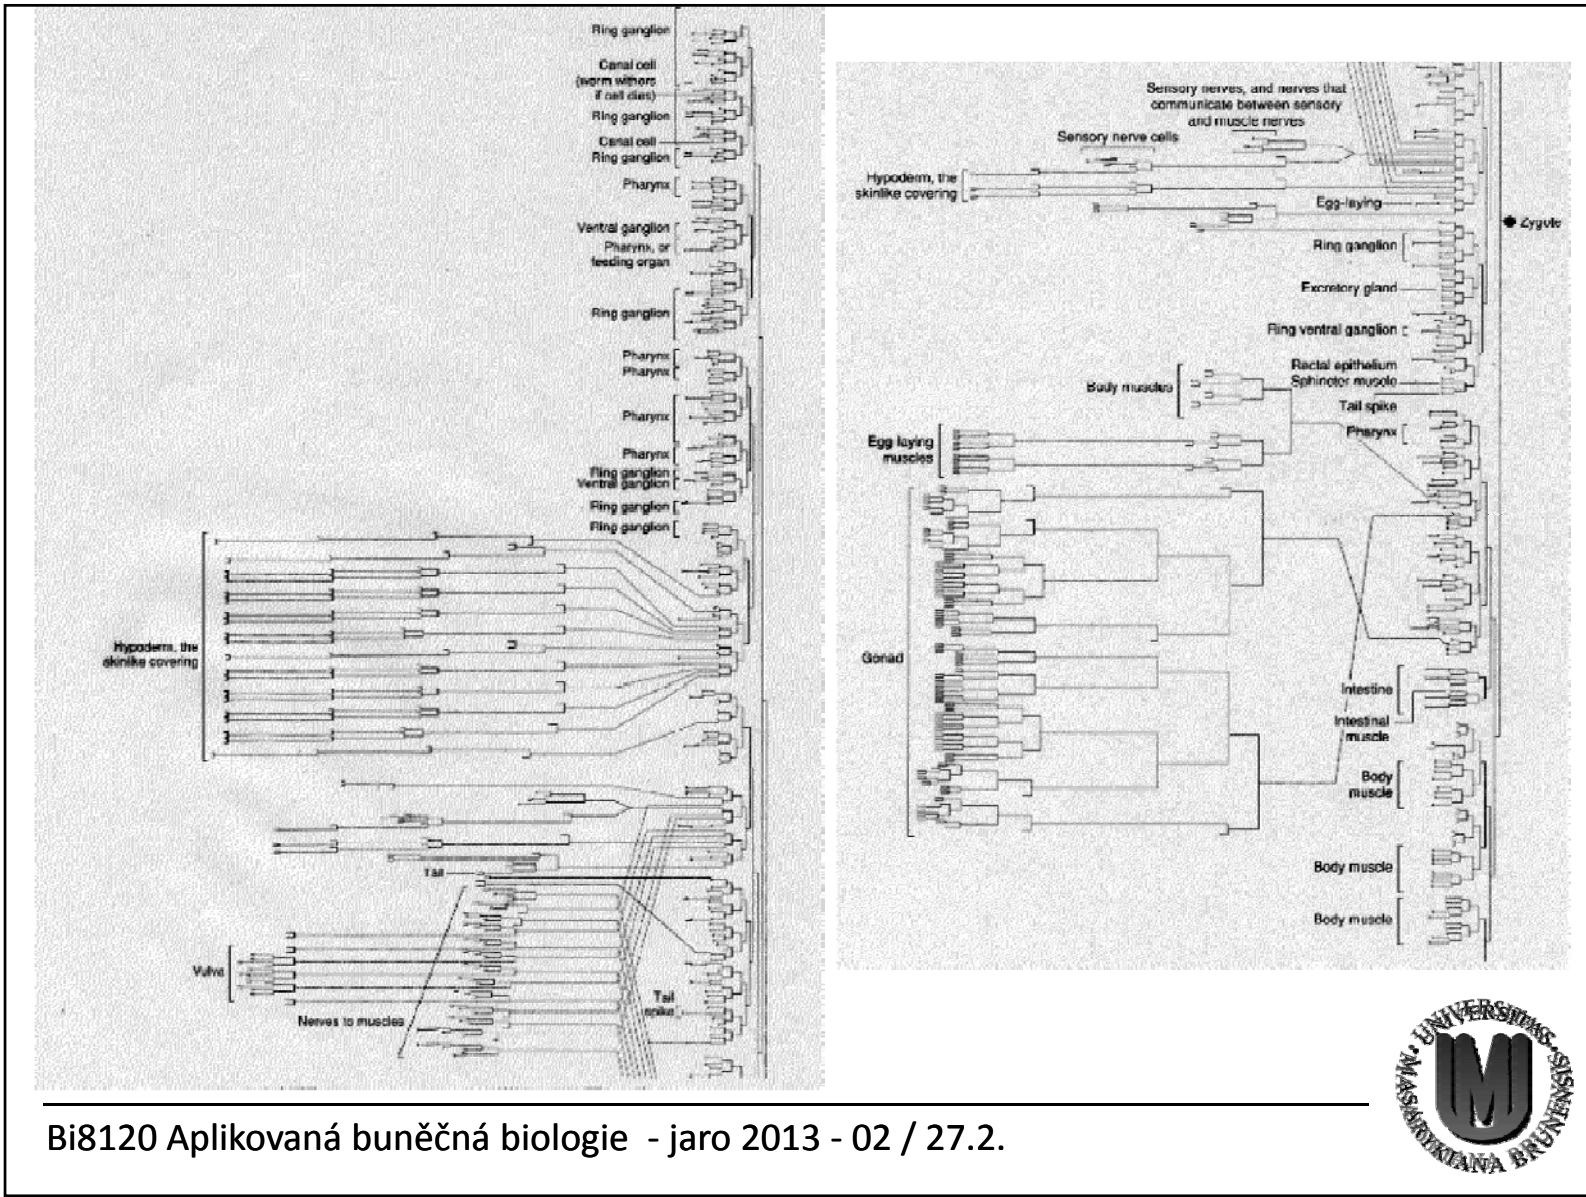 Ring ganglion
Canal cell
(worm withers
if cell dies)
Ring ganglion
Canal cell
Ring ganglion
Pharynx
Ventral ganglion
Pharynx, or
feeding organ
Ring ganglion
Pharynx
Pharynx
Pharynx
Pharynx
Ring ganglion
Ventral ganglion
Ring ganglion
Ring ganglion
Hypoderm, the
skinlike covering
Tail
Vulva
Nerves to muscles
Tail
spike
Sensory nerves, and nerves that
communicate between sensory
and muscle nerves
Sensory nerve cells
Hypoderm, the
skinlike covering
Egg-laying
Zygote
Ring ganglion
Excretory gland
Ring ventral ganglion
Rectal epithelium
Sphincter muscle
Body muscles
Tail spike
Pharynx
Egg-laying
muscles
Gonad
Intestine
Intestinal
muscle
Body
muscle
Body muscle
Body muscle
Bi8120 Aplikovaná buněčná biologie - jaro 2013 - 02 / 27.2.
UNIVERSITAS • MASARYKIANA BRUNENSIS •